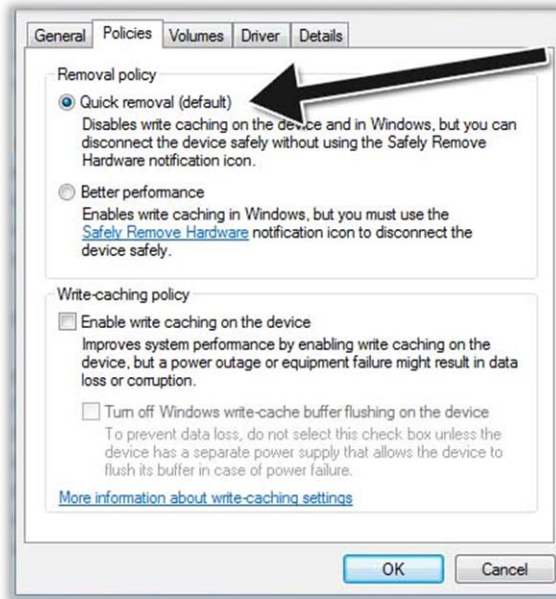 General Policies Volumes Driver Details
Removal policy
Quick removal (default)
Disables write caching on the device and in Windows, but you can
disconnect the device safely without using the Safely Remove
Hardware notification icon.
Better performance
Enables write caching in Windows, but you must use the
Safely Remove Hardware notification icon to disconnect the
device safely.
Write-caching policy
Enable write caching on the device
Improves system performance by enabling write caching on the
device, but a power outage or equipment failure might result in data
loss or corruption.
Turn off Windows write-cache buffer flushing on the device
To prevent data loss, do not select this check box unless the
device has a separate power supply that allows the device to
flush its buffer in case of power failure.
More information about write-caching settings
OK Cancel